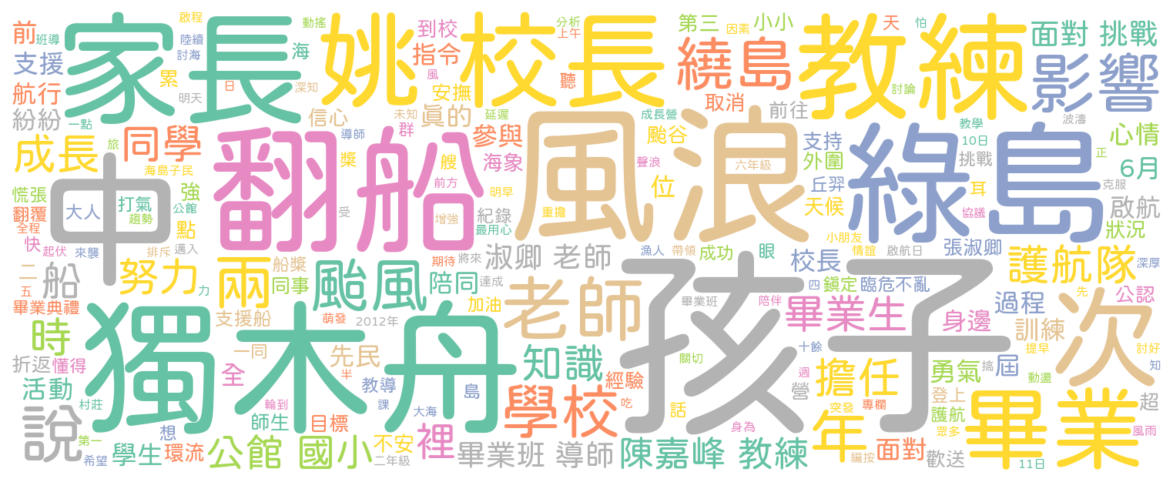 家長
姚校長
教練
風浪
綠島
翻船
孩子
獨木舟
中
畢業
次
老師
兩
颱風
學校
說
年
影響
繞島
同學
成長
努力
知識
擔任
畢業生
護航隊
公館 國小
陳嘉峰 教練
畢業班 導師
淑卿 老師
時
船
裡
前
班導
啟程
動搖
到校
分析
上午
第三
因素
小小
天
怕
面對 挑戰
支援
陸續
討海
海
指令
風
聽
討論
航行
累
明天
日
深知
安撫
取消
前往
紛紛
一點
信心
未知
真的
延遲
成長營
教學
10日
波濤
心情
旅
導師
群
參與
颱谷
支持
挑戰
正
6月
海島子民
槳
艘
海象
聲浪
六年級
外圍
慌張
大人
打氣
強
前方
明早
位
丘羿
耳
克服
翻覆
趨勢
公館
受
增強
紀錄
重擔
天候
協議
啟航
全程
點
最用心
小朋友
狀況
快
起伏
來襲
排斥
邁入
漁人
帶領
成功
眼
情誼
啟航日
張淑卿
二
船槳
期待
將來
校長
深厚
五
力
同事
陪同
達成
四
鎮定
臨危不亂
先
畢業典禮
支援船
萌發
2012年
加油
畢業班
陪伴
過程
公認
身邊
訓練
折返
懂得
一同
先民
半
關切
十餘
提早
討好
活動
全
教導
島
經驗
週
營
勇氣
搞
屆
動盪
知
村莊
輪到
課
吃
專欄
登上
超
師生
目標
大海
話
身為
突發
護航
眾多
風雨
第一
想
希望
學生
環流
不安
二年級
編按
面對
歡送
11日